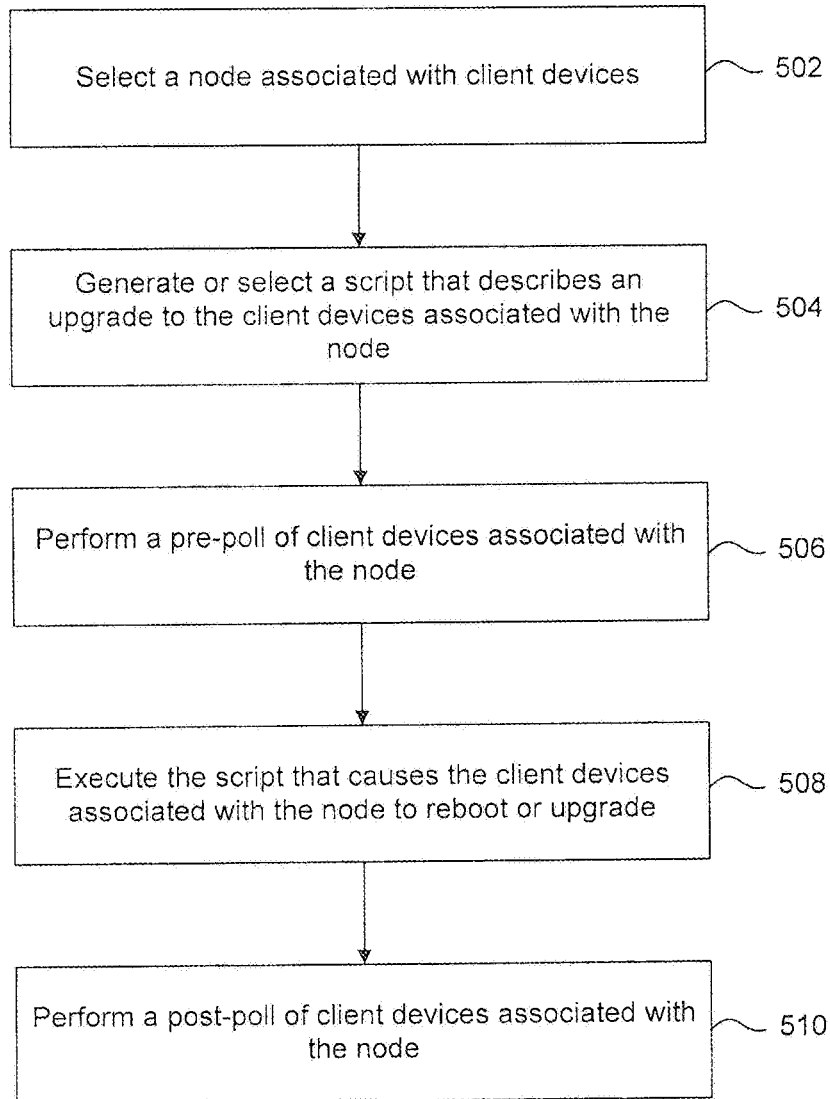 Select a node associated with client devices
502
Generate or select a script that describes an
upgrade to the client devices associated with the
node
504
Perform a pre-poll of client devices associated with
the node
506
Execute the script that causes the client devices
associated with the node to reboot or upgrade
508
Perform a post-poll of client devices associated with
the node
510